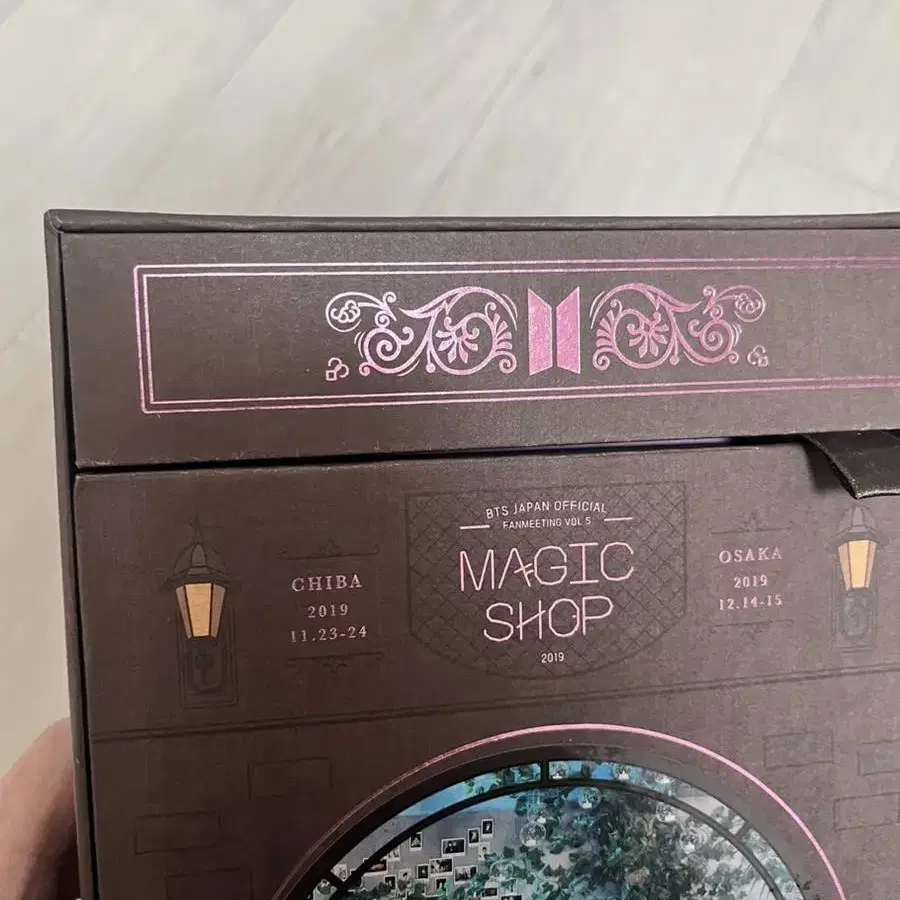 BTS JAPAN OFFICIAL
FANMEETING VOL 5
MAGIC
SHOP
2019
CHIBA
2019
11.23-24
OSAKA
2019
12.14-15